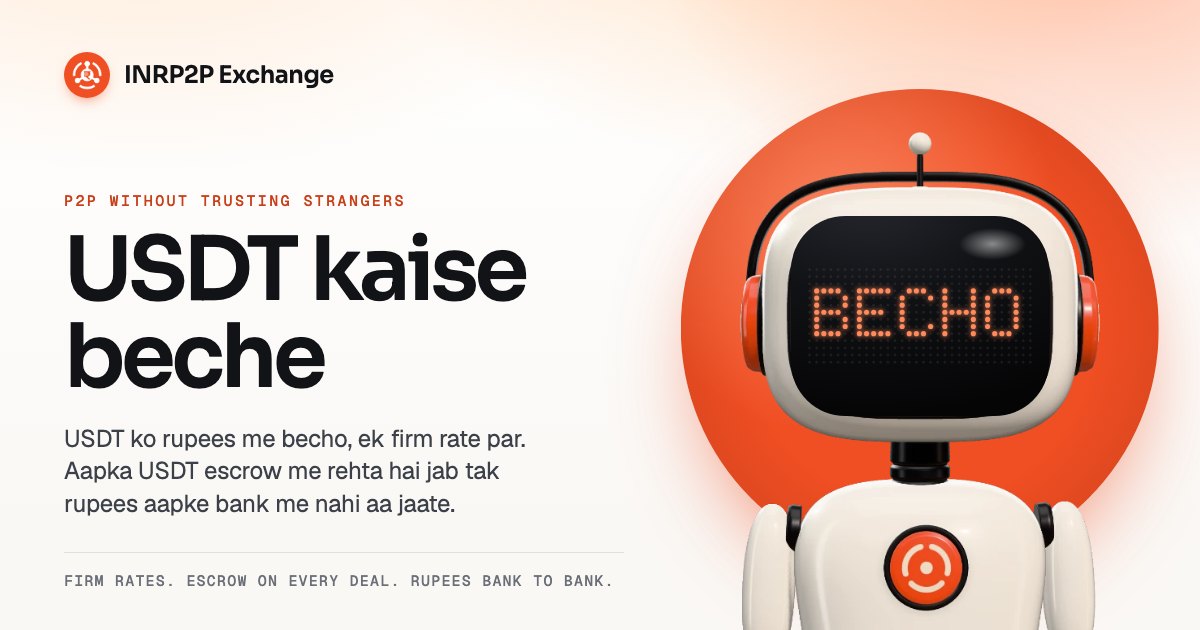 INRP2P Exchange
P2P WITHOUT TRUSTING STRANGERS
USDT kaise
beche
USDT ko rupees me becho, ek firm rate par.
Aapka USDT escrow me rehta hai jab tak
rupees aapke bank me nahi aa jaate.
FIRM RATES. ESCROW ON EVERY DEAL. RUPEES BANK TO BANK.
BECHO